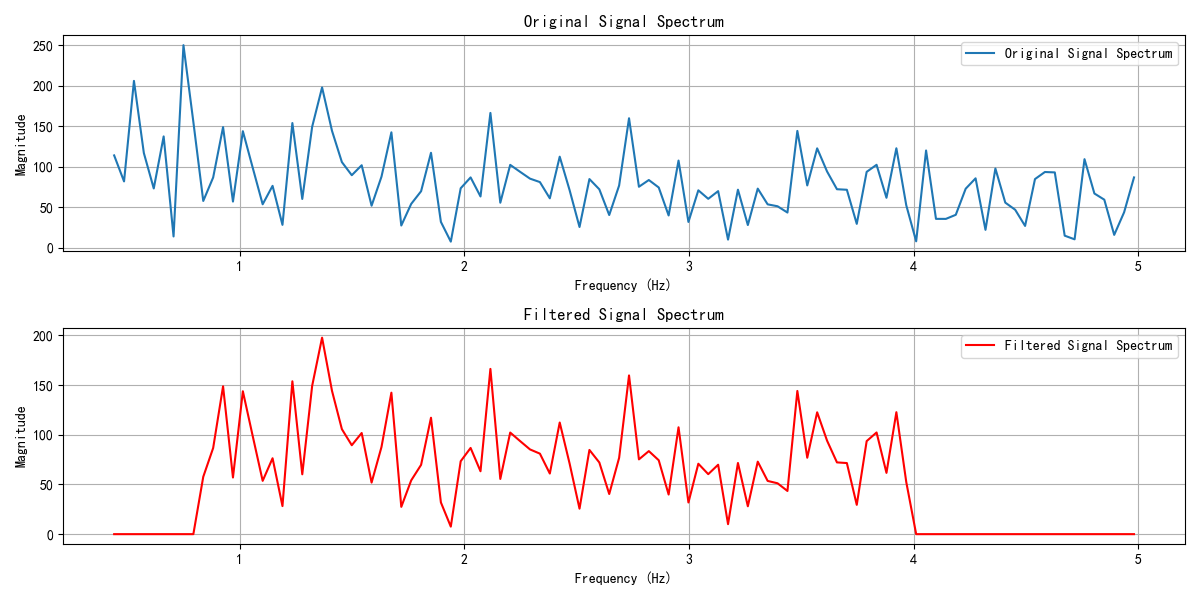 Original Signal Spectrum
250
200
150
100
50
0
Magnitude
Original Signal Spectrum
1 2 3 4 5
Frequency (Hz)
Filtered Signal Spectrum
200
150
100
50
0
Magnitude
Filtered Signal Spectrum
1 2 3 4 5
Frequency (Hz)